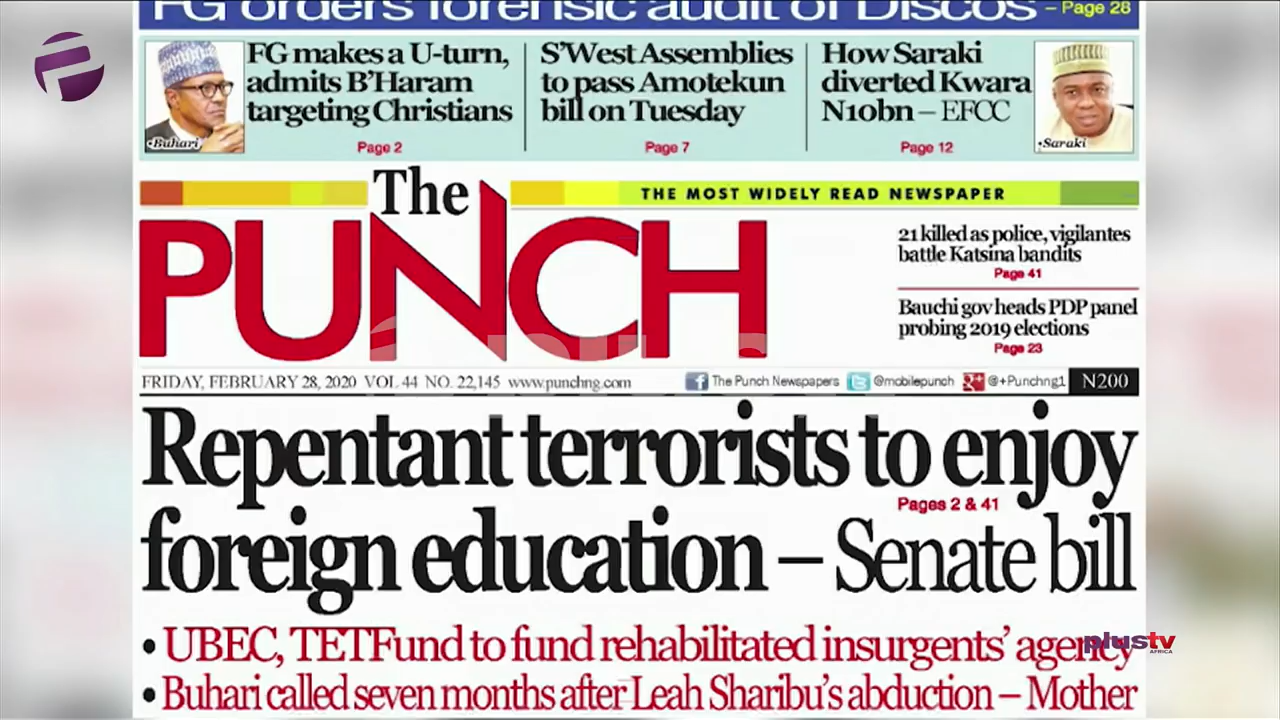 FG orders forensic audit of Discos – Page 28
FG makes a U-turn,
admits B'Haram
targeting Christians
Page 2
•Buhari
S'West Assemblies
to pass Amotekun
bill on Tuesday
Page 7
How Saraki
diverted Kwara
N10bn – EFCC
Page 12
•Saraki
The
PUNCH
THE MOST WIDELY READ NEWSPAPER
21 killed as police, vigilantes
battle Katsina bandits
Page 41
Bauchi gov heads PDP panel
probing 2019 elections
Page 23
FRIDAY, FEBRUARY 28, 2020 VOL 44 NO. 22,145 www.punchng.com
The Punch Newspapers @mobilepunch @+Punchng1 N200
Repentant terrorists to enjoy
Pages 2 & 41
foreign education – Senate bill
• UBEC, TETFund to fund rehabilitated insurgents' agency
plustv
AFRICA
• Buhari called seven months after Leah Sharibu's abduction – Mother